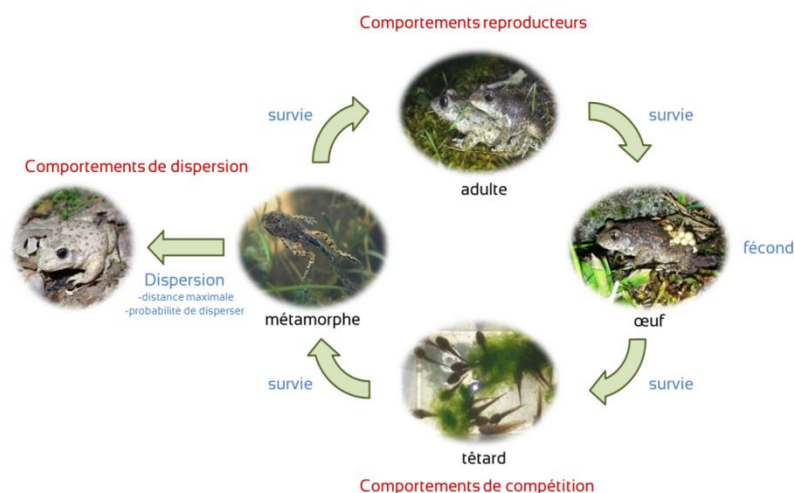 Comportements reproducteurs
survie
survie
Comportements de dispersion
adulte
fécond
Dispersion
-distance maximale
-probabilité de disperser
métamorphe
œuf
survie
survie
têtard
Comportements de compétition